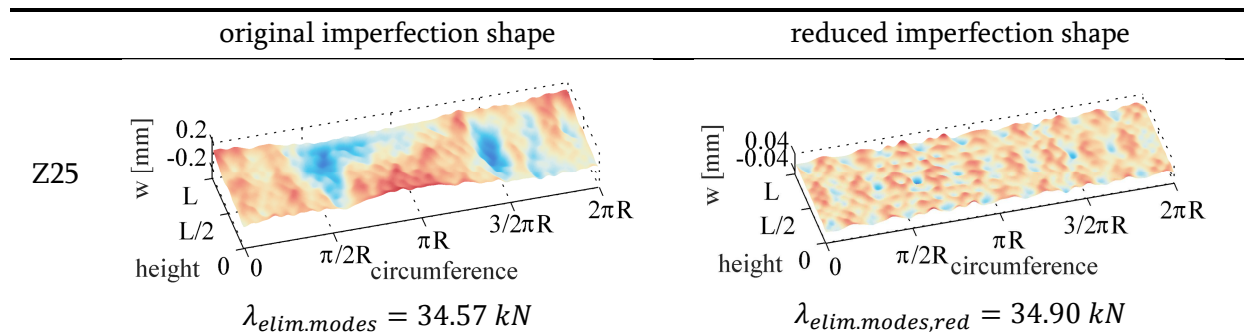 original imperfection shape
reduced imperfection shape
Z25
w [mm]
0.2
-0.2
L
L/2
0
height
0
π/2R
πR
3/2πR
2πR
circumference
λelim.modes = 34.57 kN
w [mm]
0.04
-0.04
L
L/2
0
height
0
π/2R
πR
3/2πR
2πR
circumference
λelim.modes,red = 34.90 kN